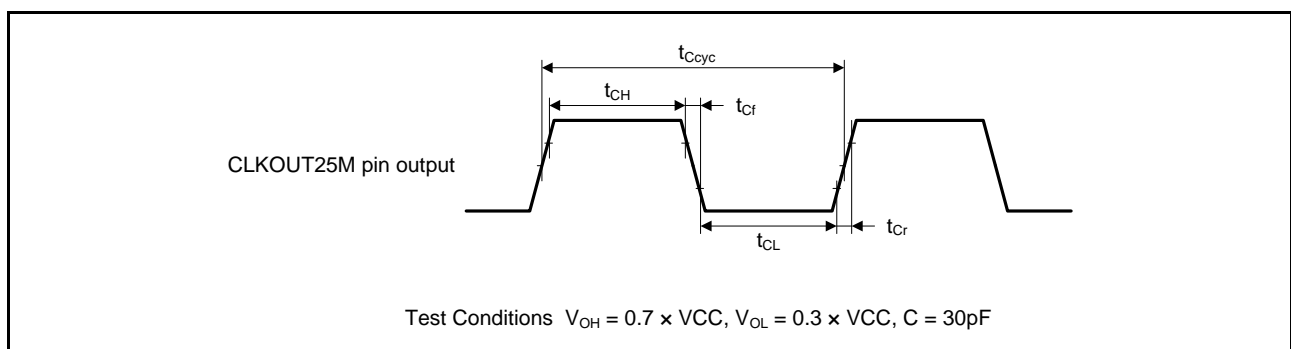 tCcyc
tCH
tCf
CLKOUT25M pin output
tCL
tCr
Test Conditions VOH = 0.7 × VCC, VOL = 0.3 × VCC, C = 30pF